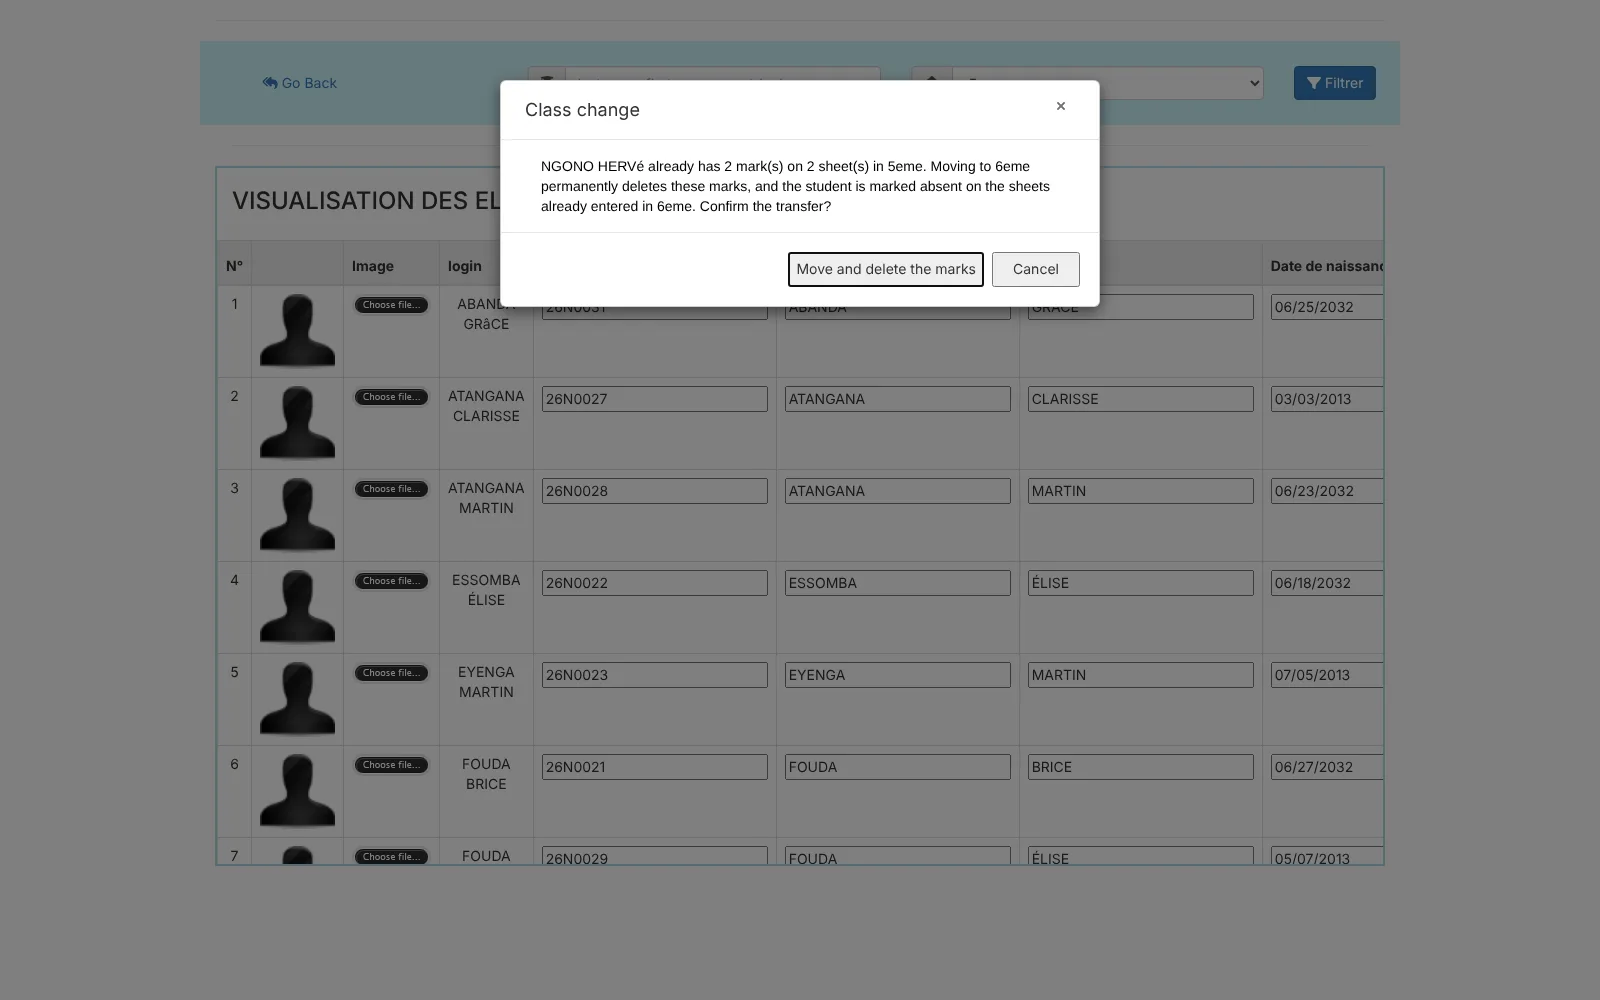 Go Back
Filtrer
Class change
×
NGONO HERVé already has 2 mark(s) on 2 sheet(s) in 5eme. Moving to 6eme
permanently deletes these marks, and the student is marked absent on the sheets
already entered in 6eme. Confirm the transfer?
Move and delete the marks
Cancel
VISUALISATION DES EL
N° Image login Date de naissanc
1 Choose file... ABANDA 26N0031 ABANDA GRACE 06/25/2032
GRâCE
2 Choose file... ATANGANA 26N0027 ATANGANA CLARISSE 03/03/2013
CLARISSE
3 Choose file... ATANGANA 26N0028 ATANGANA MARTIN 06/23/2032
MARTIN
4 Choose file... ESSOMBA 26N0022 ESSOMBA ÉLISE 06/18/2032
ÉLISE
5 Choose file... EYENGA 26N0023 EYENGA MARTIN 07/05/2013
MARTIN
6 Choose file... FOUDA 26N0021 FOUDA BRICE 06/27/2032
BRICE
7 Choose file... FOUDA 26N0029 FOUDA ÉLISE 05/07/2013